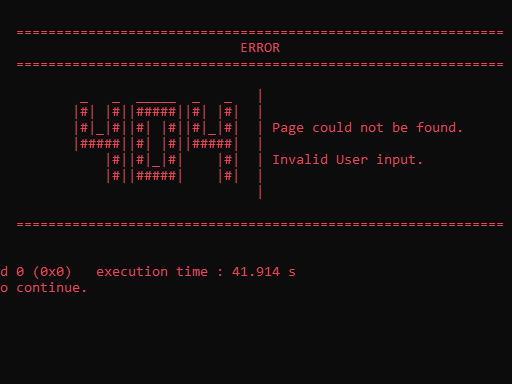 =============================================================
ERROR
=============================================================
 _   _  _____  _   _   |
|#| |#||#####||#| |#|  |
|#|_|#||#| |#||#|_|#|  | Page could not be found.
|#####||#| |#||#####|  |
    |#||#|_|#|    |#|  | Invalid User input.
    |#||#####|    |#|  |
                       |
=============================================================
d 0 (0x0)   execution time : 41.914 s
o continue.